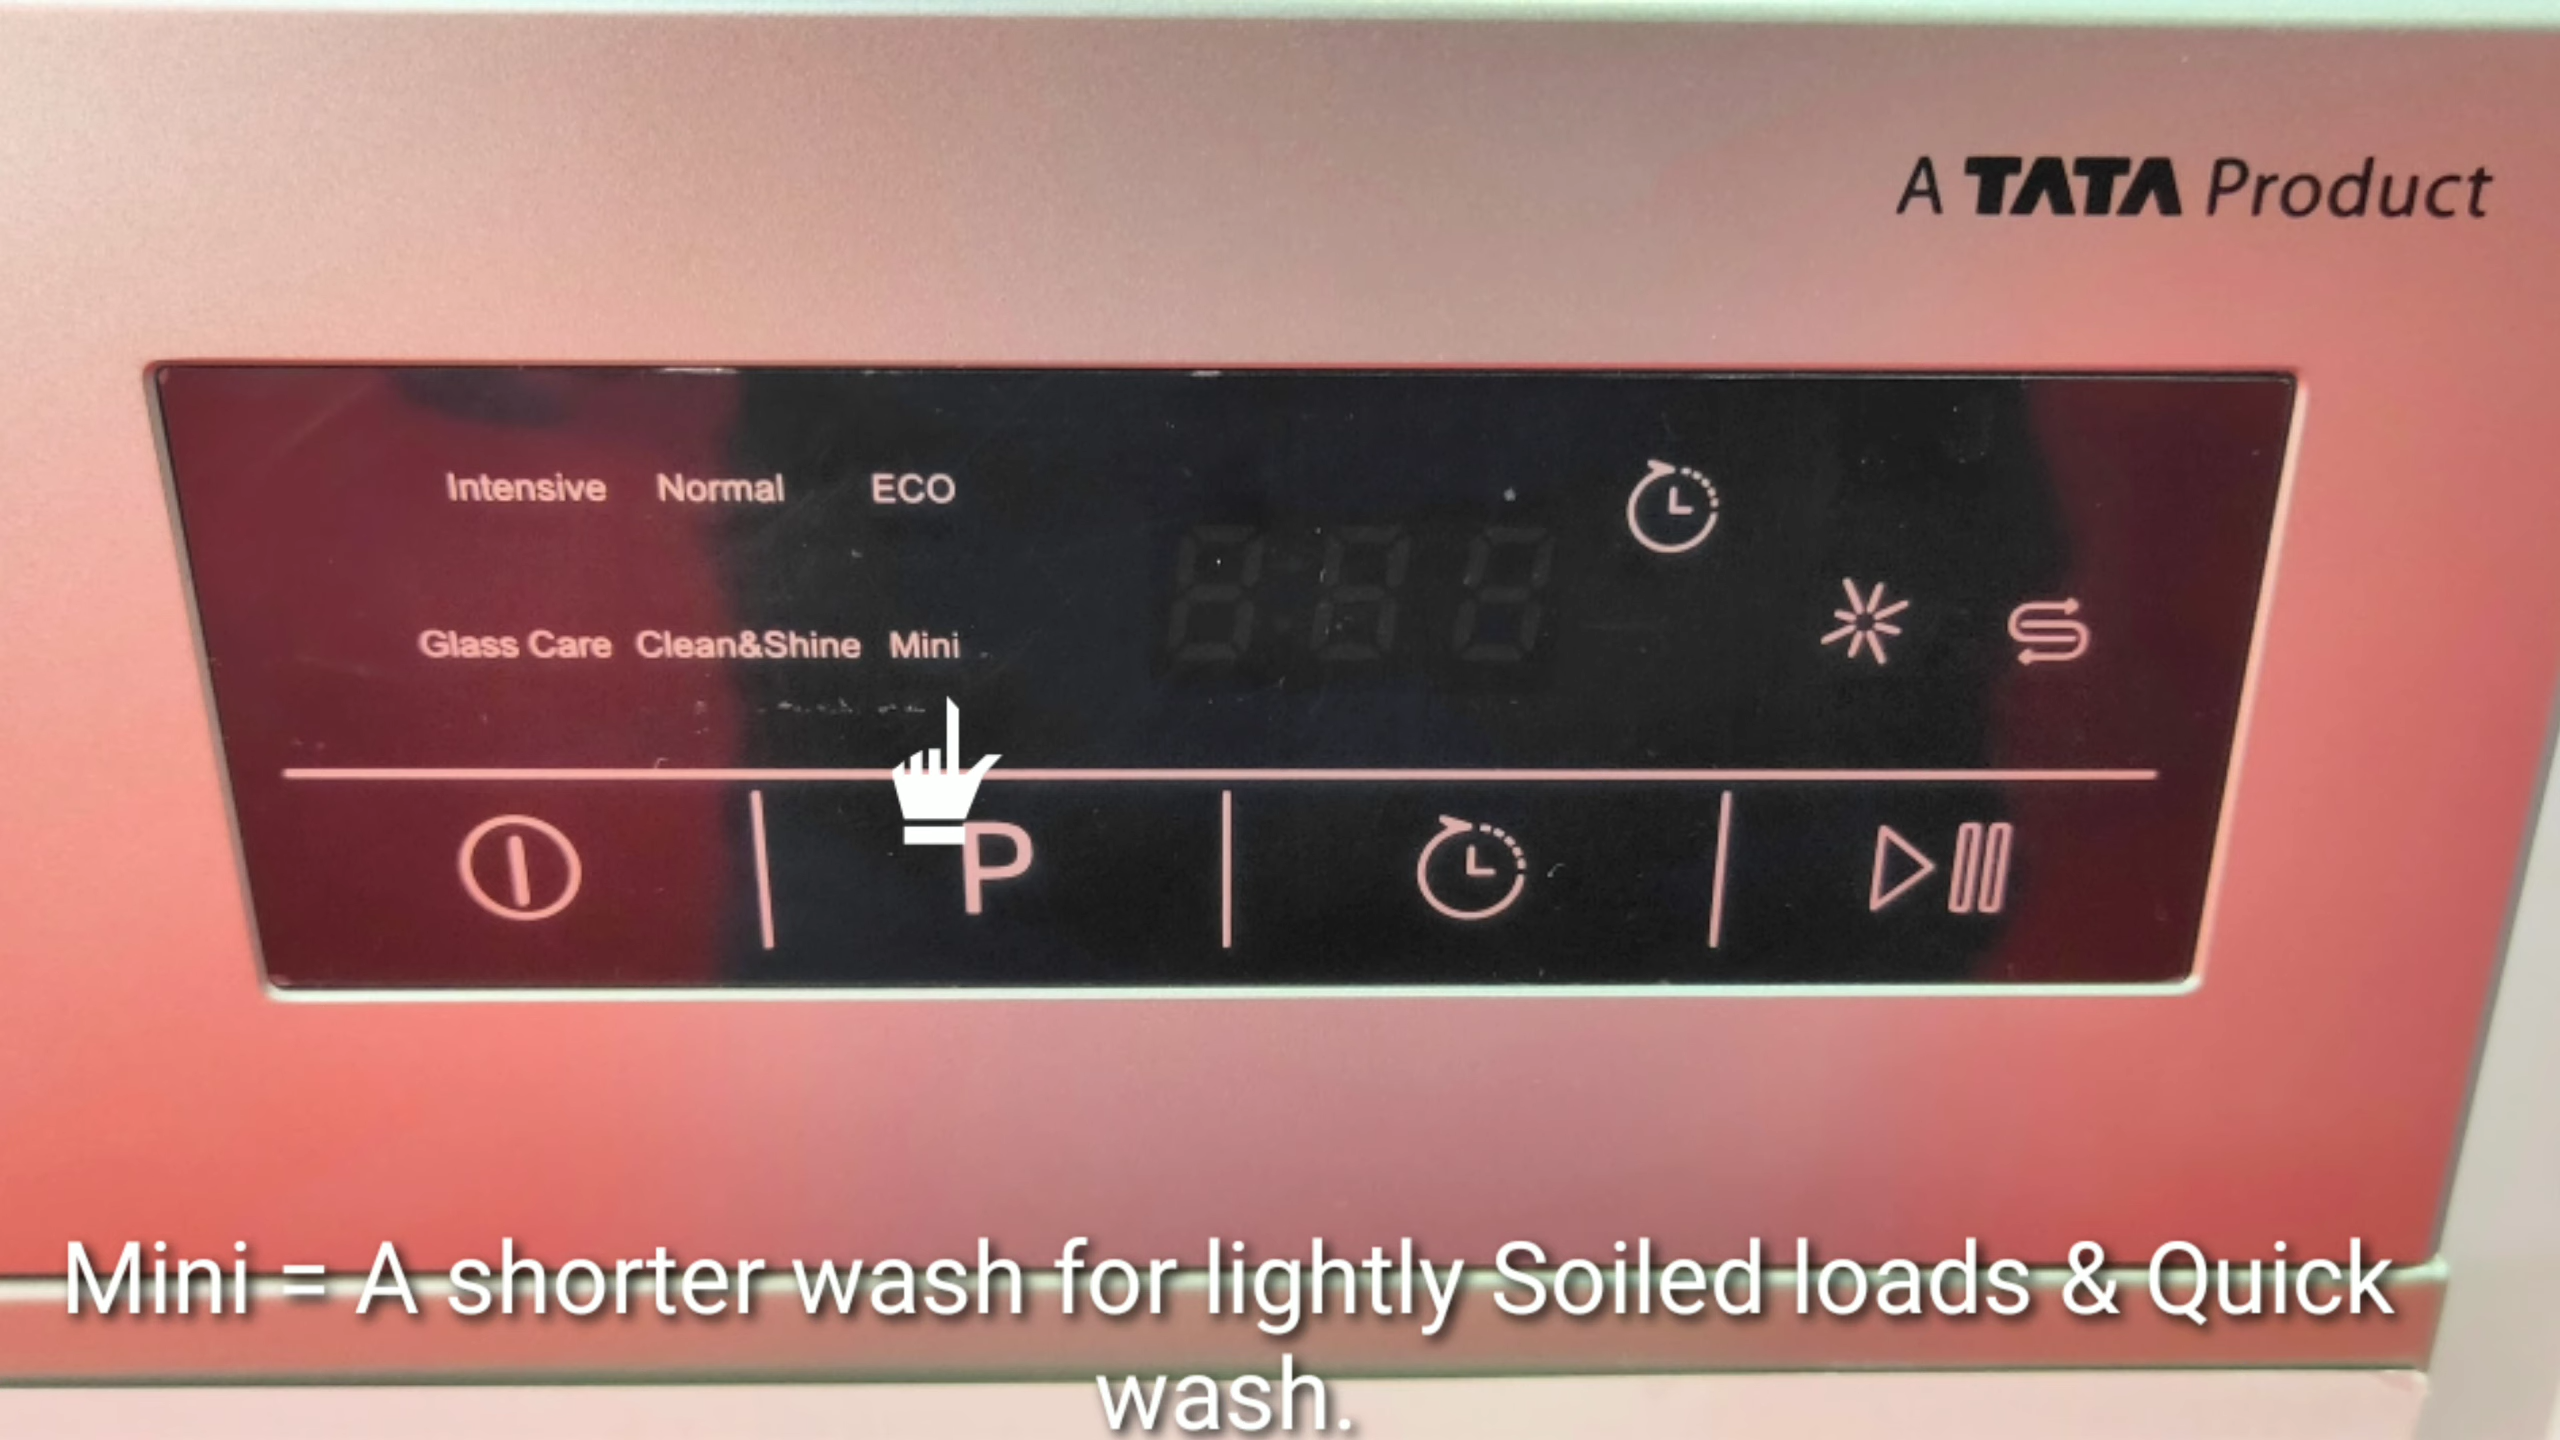 A TATA Product
Intensive Normal ECO
Glass Care Clean&Shine Mini
P
Mini = A shorter wash for lightly Soiled loads & Quick
wash.